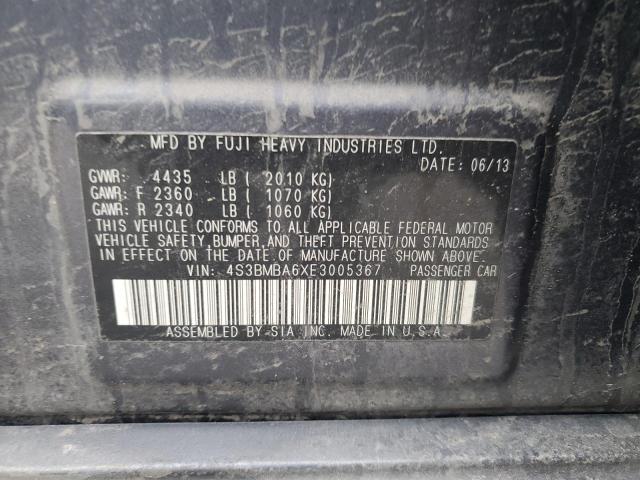 MFD BY FUJI HEAVY INDUSTRIES LTD.
DATE: 06/13
GVWR: 4435 LB ( 2010 KG)
GAWR: F 2360 LB ( 1070 KG)
GAWR: R 2340 LB ( 1060 KG)
THIS VEHICLE CONFORMS TO ALL APPLICABLE FEDERAL MOTOR
VEHICLE SAFETY, BUMPER, AND THEFT PREVENTION STANDARDS
IN EFFECT ON THE DATE OF MANUFACTURE SHOWN ABOVE.
VIN: 4S3BMBA6XE3005367 PASSENGER CAR
ASSEMBLED BY SIA INC. MADE IN U.S.A.